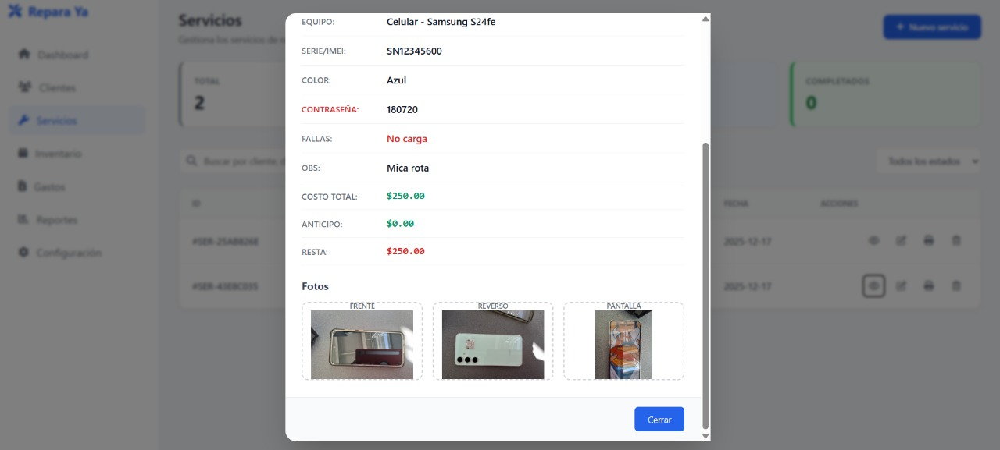 Repara Ya
Dashboard
Clientes
Servicios
Inventario
Gastos
Reportes
Configuración
Servicios
Gestiona los servicios de
+ Nuevo servicio
TOTAL
2
COMPLETADOS
0
Buscar por cliente,
Todos los estados
ID
FECHA
ACCIONES
#SER-25AB826E
2025-12-17
#SER-43EBC035
2025-12-17
EQUIPO: Celular - Samsung S24fe
SERIE/IMEI: SN12345600
COLOR: Azul
CONTRASEÑA: 180720
FALLAS: No carga
OBS: Mica rota
COSTO TOTAL: $250.00
ANTICIPO: $0.00
RESTA: $250.00
Fotos
FRENTE
REVERSO
PANTALLA
Cerrar